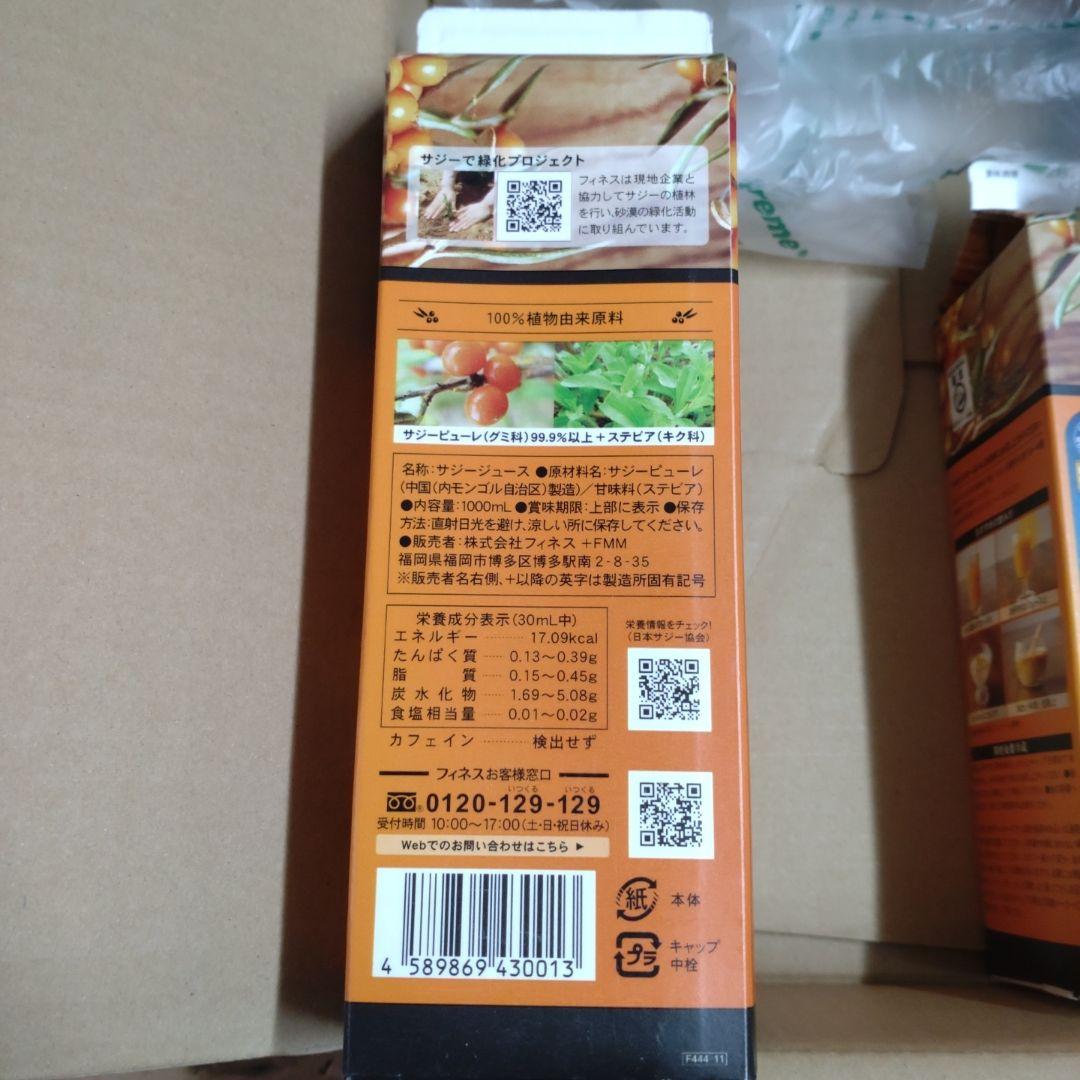 サジーで緑化プロジェクト
フィネスは現地企業と
協力してサジーの植林
を行い、砂漠の緑化活動
に取り組んでいます。
100%植物由来原料
サジーピューレ(グミ科)99.9%以上+ステビア(キク科)
名称:サジージュース ●原材料名:サジーピューレ
(中国(内モンゴル自治区)製造)/甘味料(ステビア)
●内容量:1000mL ●賞味期限:上部に表示 ●保存
方法:直射日光を避け、涼しい所に保存してください。
●販売者:株式会社フィネス +FMM
福岡県福岡市博多区博多駅南2-8-35
※販売者名右側、+以降の英字は製造所固有記号
栄養成分表示(30mL中)
エネルギー 17.09kcal
たんぱく質 0.13〜0.39g
脂質 0.15〜0.45g
炭水化物 1.69〜5.08g
食塩相当量 0.01〜0.02g
カフェイン 検出せず
栄養情報をチェック!
(日本サジー協会)
フィネスお客様窓口
いつくる いつくる
0120-129-129
受付時間 10:00〜17:00(土・日・祝日休み)
Webでのお問い合わせはこちら ▶
4 589869 430013
紙 本体
プラ キャップ
中栓
F444-11
reme